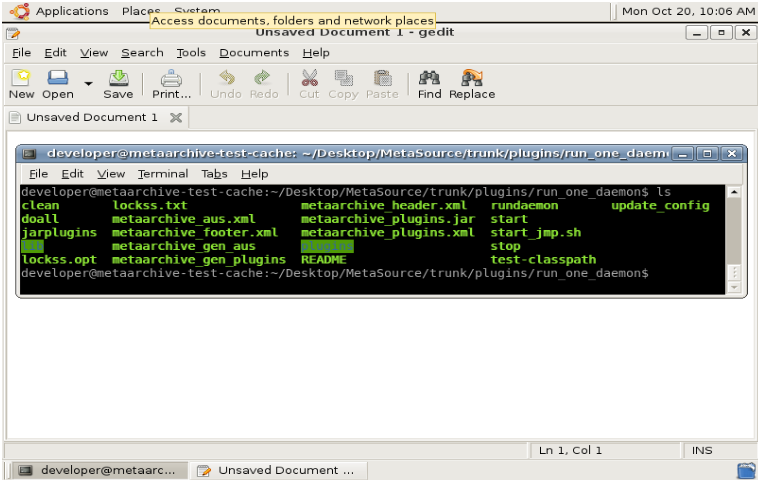 Applications Places System Mon Oct 20, 10:06 AM
Access documents, folders and network places
Unsaved Document 1 - gedit
File Edit View Search Tools Documents Help
New Open Save Print... Undo Redo Cut Copy Paste Find Replace
Unsaved Document 1
developer@metaarchive-test-cache: ~/Desktop/MetaSource/trunk/plugins/run_one_daem
File Edit View Terminal Tabs Help
developer@metaarchive-test-cache:~/Desktop/MetaSource/trunk/plugins/run_one_daemon$ ls
clean lockss.txt metaarchive_header.xml rundaemon update_config
doall metaarchive_aus.xml metaarchive_plugins.jar start
jarplugins metaarchive_footer.xml metaarchive_plugins.xml start_jmp.sh
lib metaarchive_gen_aus plugins stop
lockss.opt metaarchive_gen_plugins README test-classpath
developer@metaarchive-test-cache:~/Desktop/MetaSource/trunk/plugins/run_one_daemon$
Ln 1, Col 1 INS
developer@metaarc... Unsaved Document ...